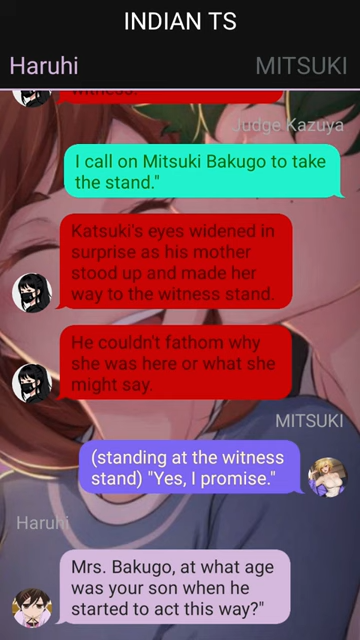 INDIAN TS
Haruhi
MITSUKI
witness.
Judge Kazuya
I call on Mitsuki Bakugo to take
the stand."
Katsuki's eyes widened in
surprise as his mother
stood up and made her
way to the witness stand.
He couldn't fathom why
she was here or what she
might say.
MITSUKI
(standing at the witness
stand) "Yes, I promise."
Haruhi
Mrs. Bakugo, at what age
was your son when he
started to act this way?"